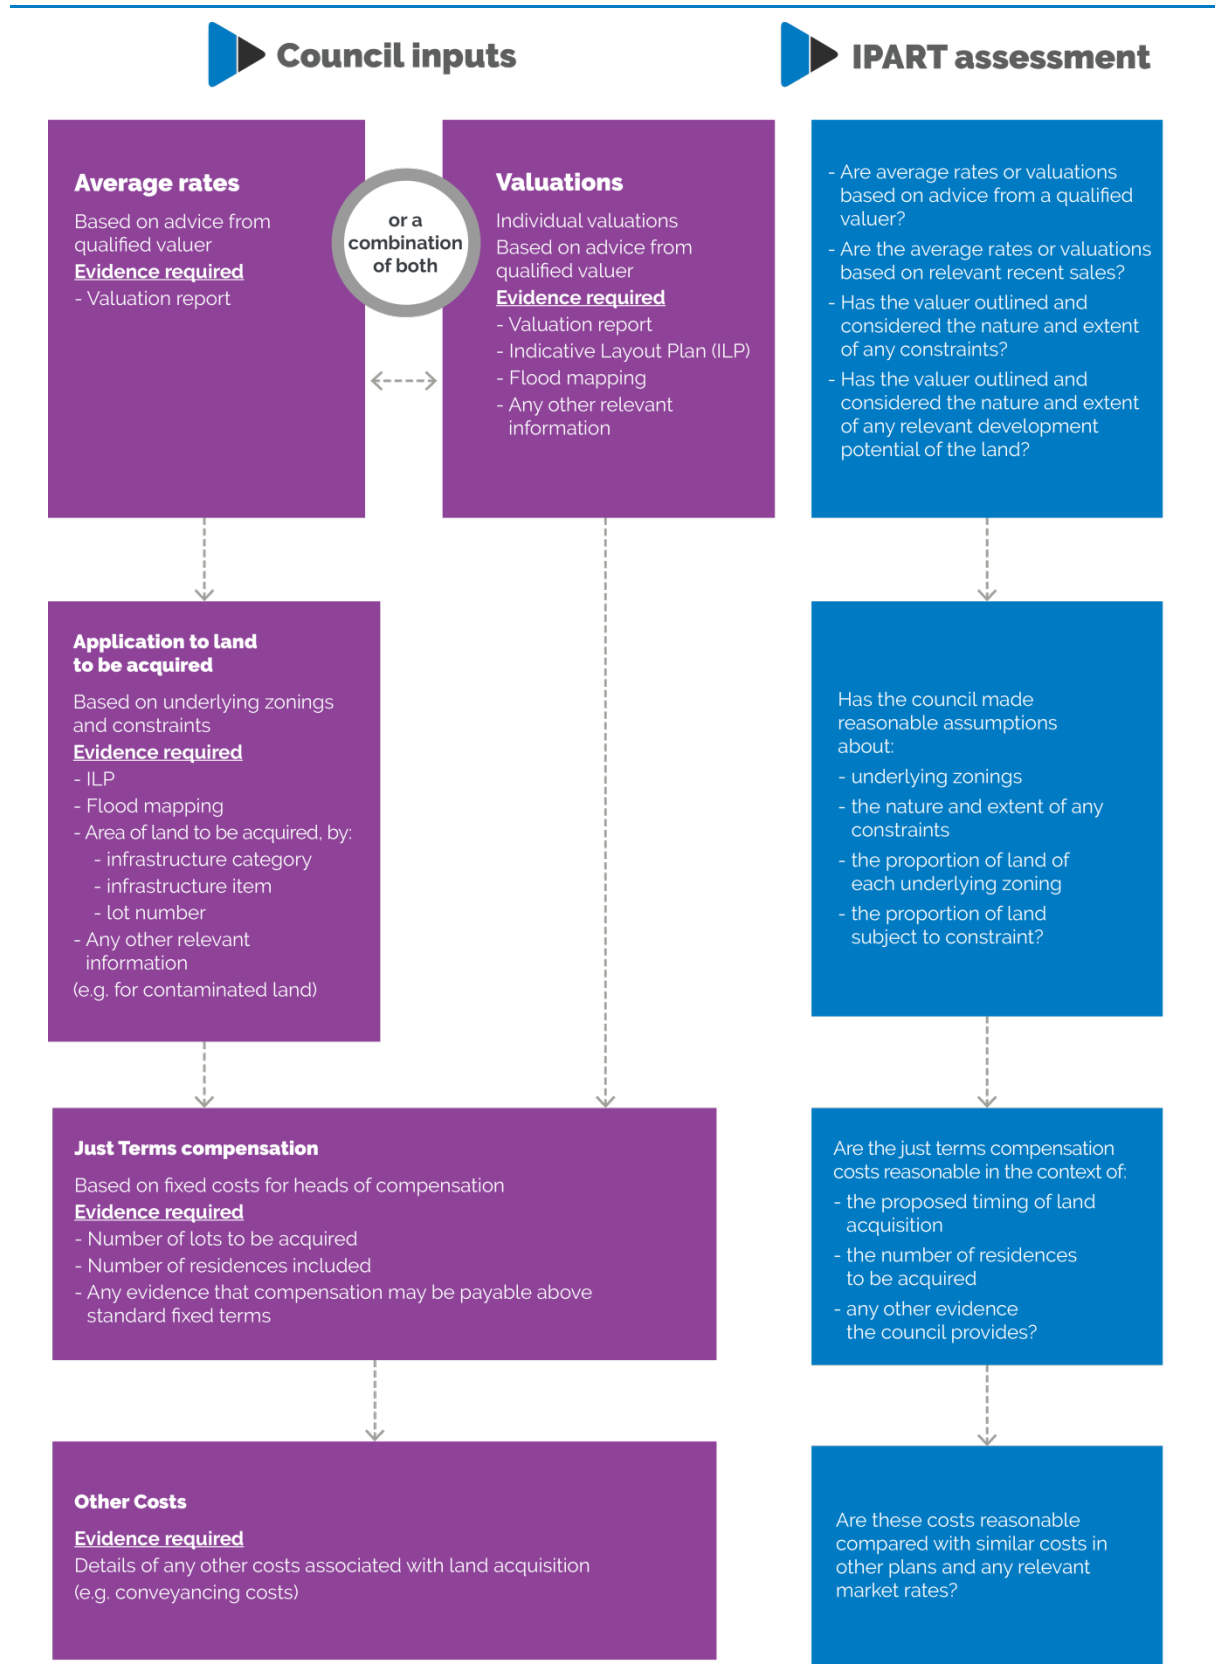 Council inputs
IPART assessment
Average rates
Based on advice from
qualified valuer
Evidence required
- Valuation report
or a
combination
of both
Valuations
Individual valuations
Based on advice from
qualified valuer
Evidence required
- Valuation report
- Indicative Layout Plan (ILP)
- Flood mapping
- Any other relevant
information
- Are average rates or valuations
based on advice from a qualified
valuer?
- Are the average rates or valuations
based on relevant recent sales?
- Has the valuer outlined and
considered the nature and extent
of any constraints?
- Has the valuer outlined and
considered the nature and extent
of any relevant development
potential of the land?
Application to land
to be acquired
Based on underlying zonings
and constraints
Evidence required
- ILP
- Flood mapping
- Area of land to be acquired, by:
- infrastructure category
- infrastructure item
- lot number
- Any other relevant
information
(e.g. for contaminated land)
Has the council made
reasonable assumptions
about:
- underlying zonings
- the nature and extent of any
constraints
- the proportion of land of
each underlying zoning
- the proportion of land
subject to constraint?
Just Terms compensation
Based on fixed costs for heads of compensation
Evidence required
- Number of lots to be acquired
- Number of residences included
- Any evidence that compensation may be payable above
standard fixed terms
Are the just terms compensation
costs reasonable in the context of:
- the proposed timing of land
acquisition
- the number of residences
to be acquired
- any other evidence
the council provides?
Other Costs
Evidence required
Details of any other costs associated with land acquisition
(e.g. conveyancing costs)
Are these costs reasonable
compared with similar costs in
other plans and any relevant
market rates?